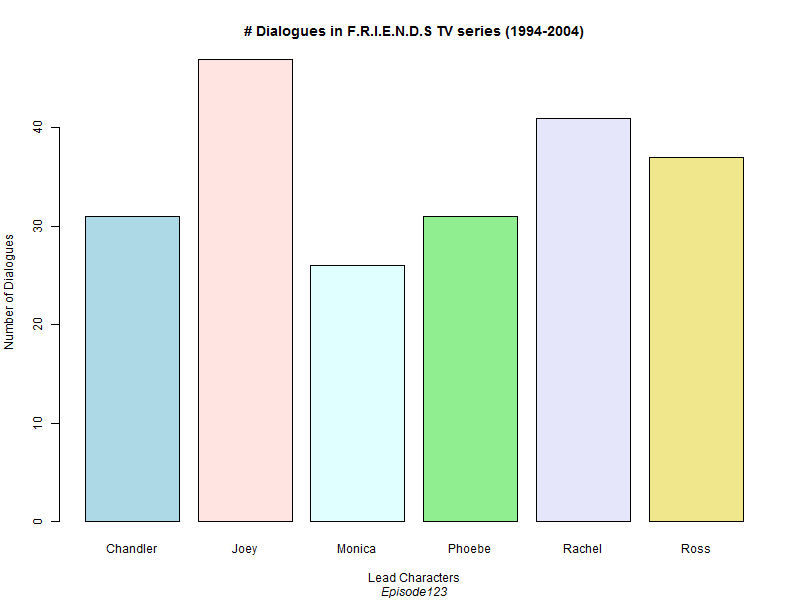 # Dialogues in F.R.I.E.N.D.S TV series (1994-2004)
Number of Dialogues
40
30
20
10
0
Chandler Joey Monica Phoebe Rachel Ross
Lead Characters
Episode123